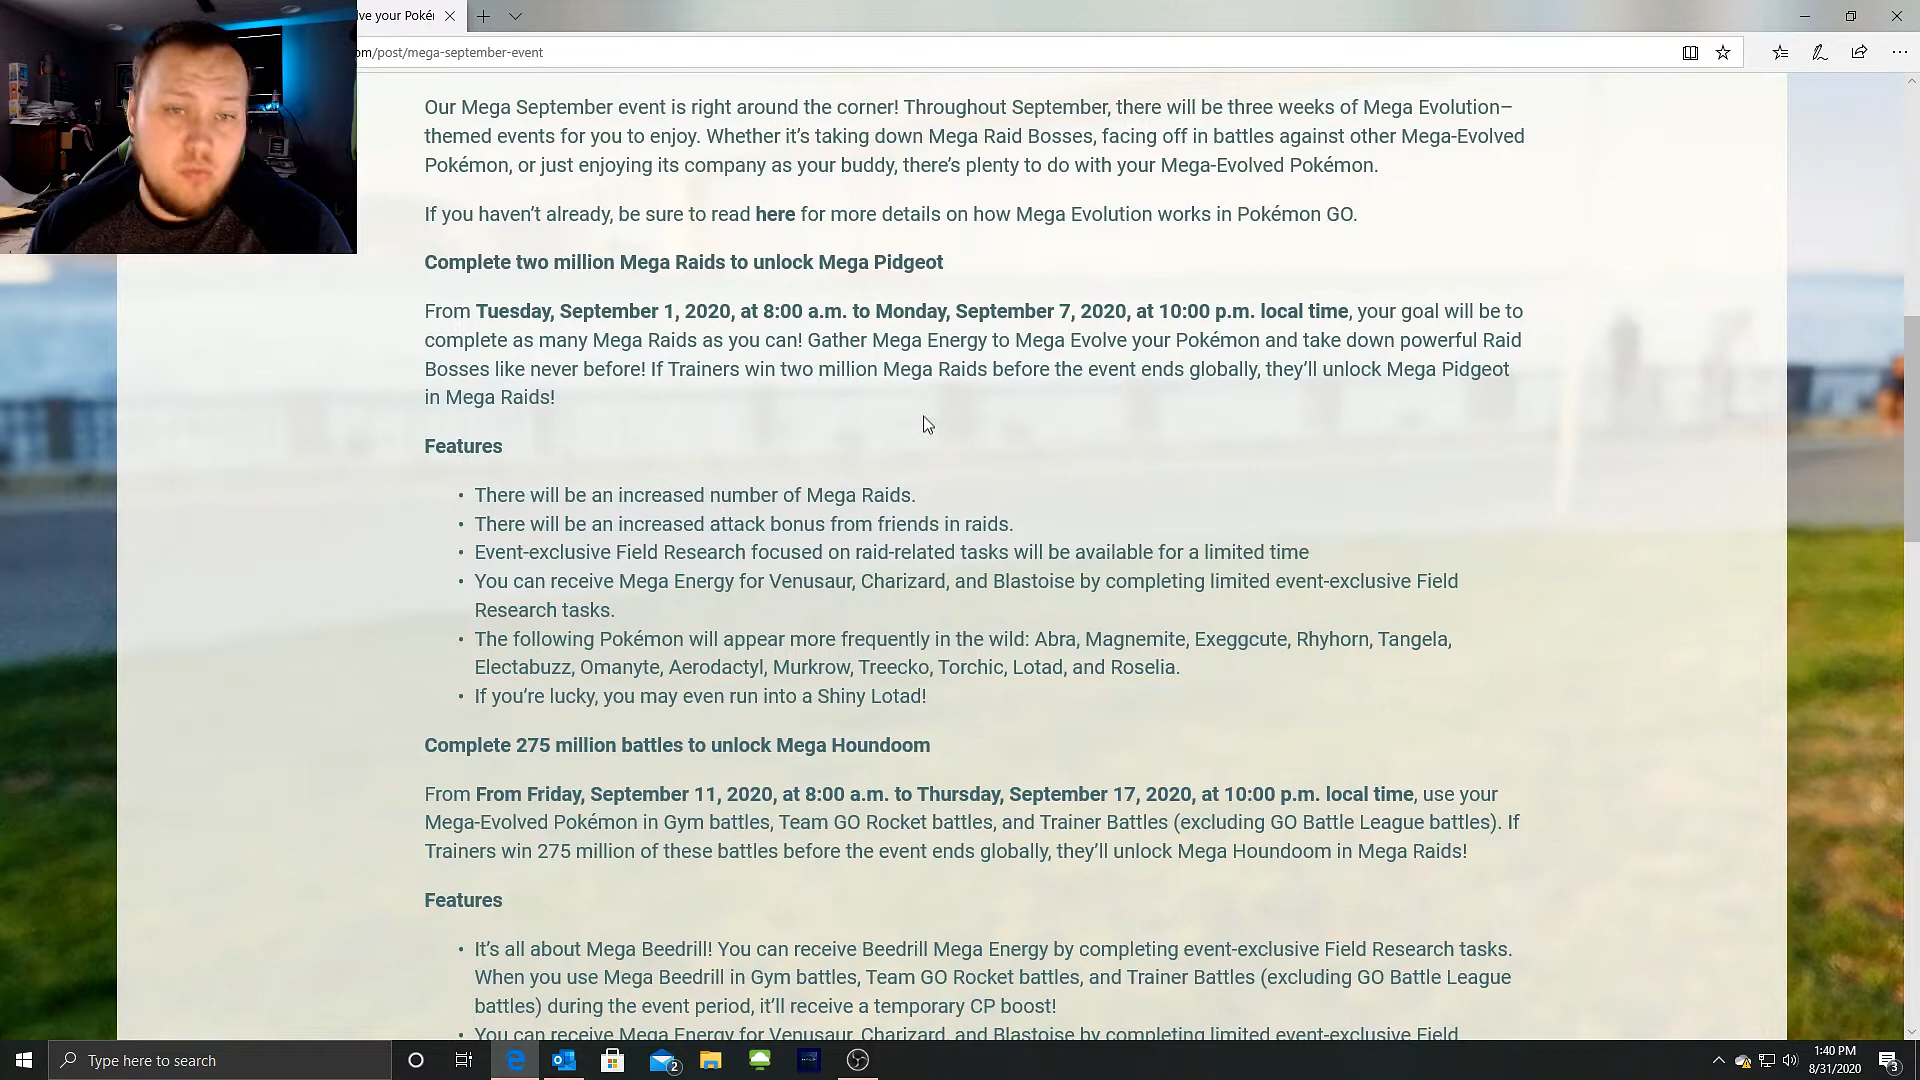 lve your Poké
om/post/mega-september-event
Our Mega September event is right around the corner! Throughout September, there will be three weeks of Mega Evolution–
themed events for you to enjoy. Whether it’s taking down Mega Raid Bosses, facing off in battles against other Mega-Evolved
Pokémon, or just enjoying its company as your buddy, there’s plenty to do with your Mega-Evolved Pokémon.
If you haven’t already, be sure to read here for more details on how Mega Evolution works in Pokémon GO.
Complete two million Mega Raids to unlock Mega Pidgeot
From Tuesday, September 1, 2020, at 8:00 a.m. to Monday, September 7, 2020, at 10:00 p.m. local time, your goal will be to
complete as many Mega Raids as you can! Gather Mega Energy to Mega Evolve your Pokémon and take down powerful Raid
Bosses like never before! If Trainers win two million Mega Raids before the event ends globally, they’ll unlock Mega Pidgeot
in Mega Raids!
Features
• There will be an increased number of Mega Raids.
• There will be an increased attack bonus from friends in raids.
• Event-exclusive Field Research focused on raid-related tasks will be available for a limited time
• You can receive Mega Energy for Venusaur, Charizard, and Blastoise by completing limited event-exclusive Field
Research tasks.
• The following Pokémon will appear more frequently in the wild: Abra, Magnemite, Exeggcute, Rhyhorn, Tangela,
Electabuzz, Omanyte, Aerodactyl, Murkrow, Treecko, Torchic, Lotad, and Roselia.
• If you’re lucky, you may even run into a Shiny Lotad!
Complete 275 million battles to unlock Mega Houndoom
From From Friday, September 11, 2020, at 8:00 a.m. to Thursday, September 17, 2020, at 10:00 p.m. local time, use your
Mega-Evolved Pokémon in Gym battles, Team GO Rocket battles, and Trainer Battles (excluding GO Battle League battles). If
Trainers win 275 million of these battles before the event ends globally, they’ll unlock Mega Houndoom in Mega Raids!
Features
• It’s all about Mega Beedrill! You can receive Beedrill Mega Energy by completing event-exclusive Field Research tasks.
When you use Mega Beedrill in Gym battles, Team GO Rocket battles, and Trainer Battles (excluding GO Battle League
battles) during the event period, it’ll receive a temporary CP boost!
• You can receive Mega Energy for Venusaur, Charizard, and Blastoise by completing limited event-exclusive Field
Type here to search
2
1:40 PM
8/31/2020
3